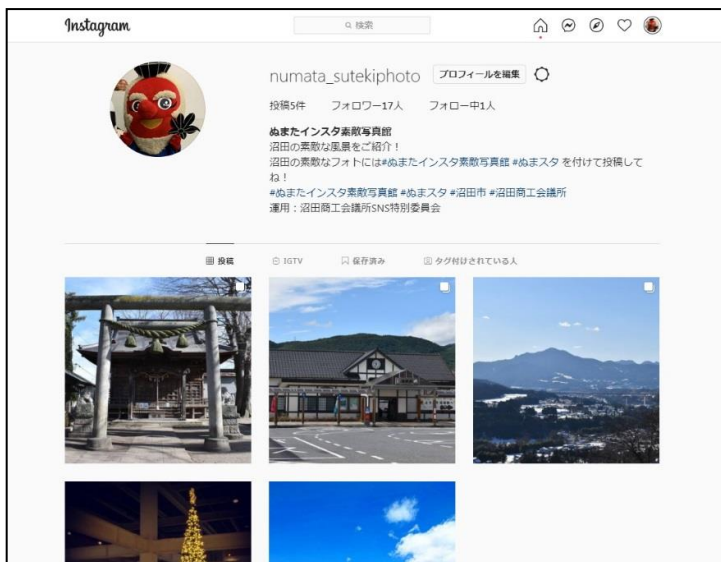 Instagram
検索
numata_sutekiphoto プロフィールを編集
投稿5件 フォロワー17人 フォロー中1人
ぬまたインスタ素敵写真館
沼田の素敵な風景をご紹介！
沼田の素敵なフォトには#ぬまたインスタ素敵写真館 #ぬまスタ を付けて投稿して
ね！
#ぬまたインスタ素敵写真館 #ぬまスタ #沼田市 #沼田商工会議所
運用：沼田商工会議所SNS特別委員会
投稿 IGTV 保存済み タグ付けされている人